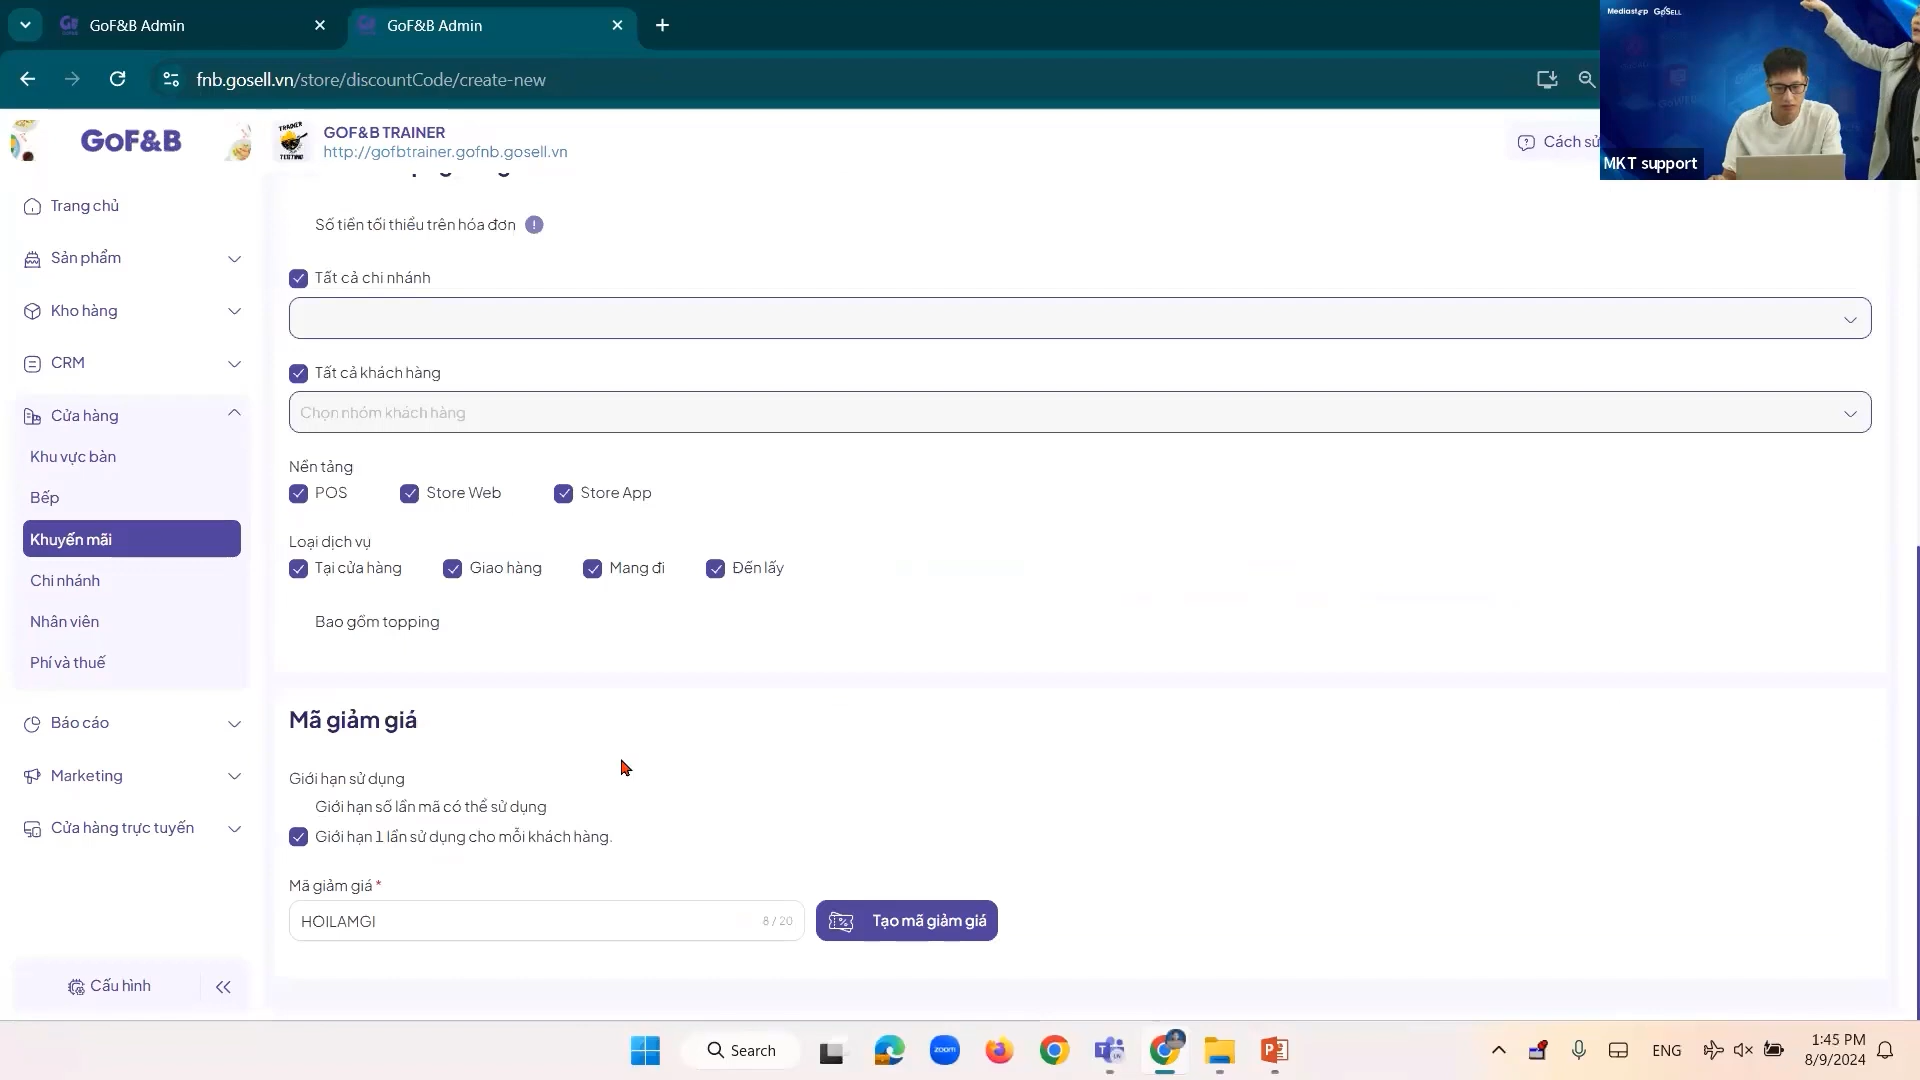 GoF&B Admin
GoF&B Admin
fnb.gosell.vn/store/discountCode/create-new
Mediastep GoSELL
MKT support
GoF&B
TRAINER
GOF&B TRAINER
http://gofbtrainer.gofnb.gosell.vn
Cách sử
Trang chủ
Sản phẩm
Kho hàng
CRM
Cửa hàng
Khu vực bàn
Bếp
Khuyến mãi
Chi nhánh
Nhân viên
Phí và thuế
Báo cáo
Marketing
Cửa hàng trực tuyến
Cấu hình
Số tiền tối thiểu trên hóa đơn
Tất cả chi nhánh
Tất cả khách hàng
Chọn nhóm khách hàng
Nền tảng
POS Store Web Store App
Loại dịch vụ
Tại cửa hàng Giao hàng Mang đi Đến lấy
Bao gồm topping
Mã giảm giá
Giới hạn sử dụng
Giới hạn số lần mã có thể sử dụng
Giới hạn 1 lần sử dụng cho mỗi khách hàng.
Mã giảm giá *
HOILAMGI 8 / 20 Tạo mã giảm giá
Search
zoom
ENG
1:45 PM
8/9/2024